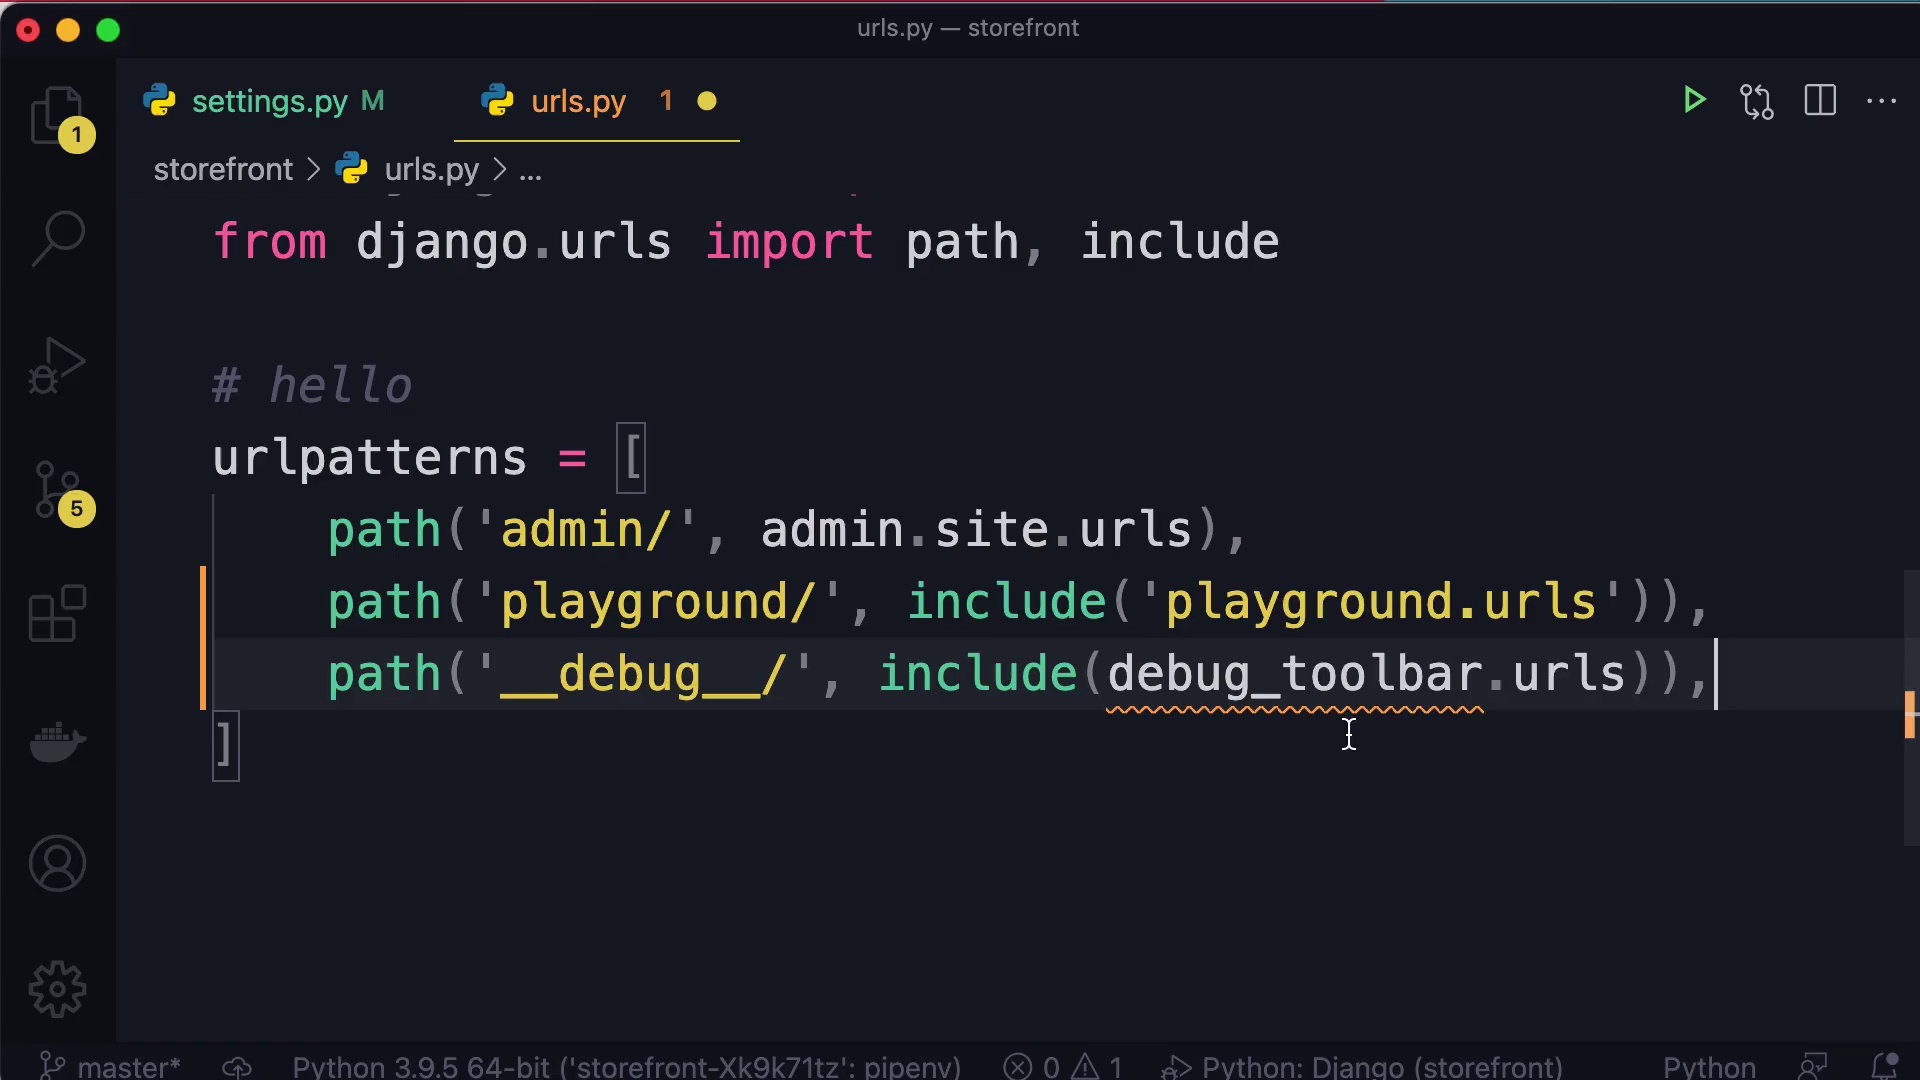 urls.py — storefront
settings.py M
urls.py 1
1
storefront > urls.py > ...
from django.urls import path, include
# hello
urlpatterns = [
path('admin/', admin.site.urls),
path('playground/', include('playground.urls')),
path('__debug__/', include(debug_toolbar.urls)),
]
5
master* Python 3.9.5 64-bit ('storefront-Xk9k71tz': pipenv) 0 1 Python: Django (storefront) Python